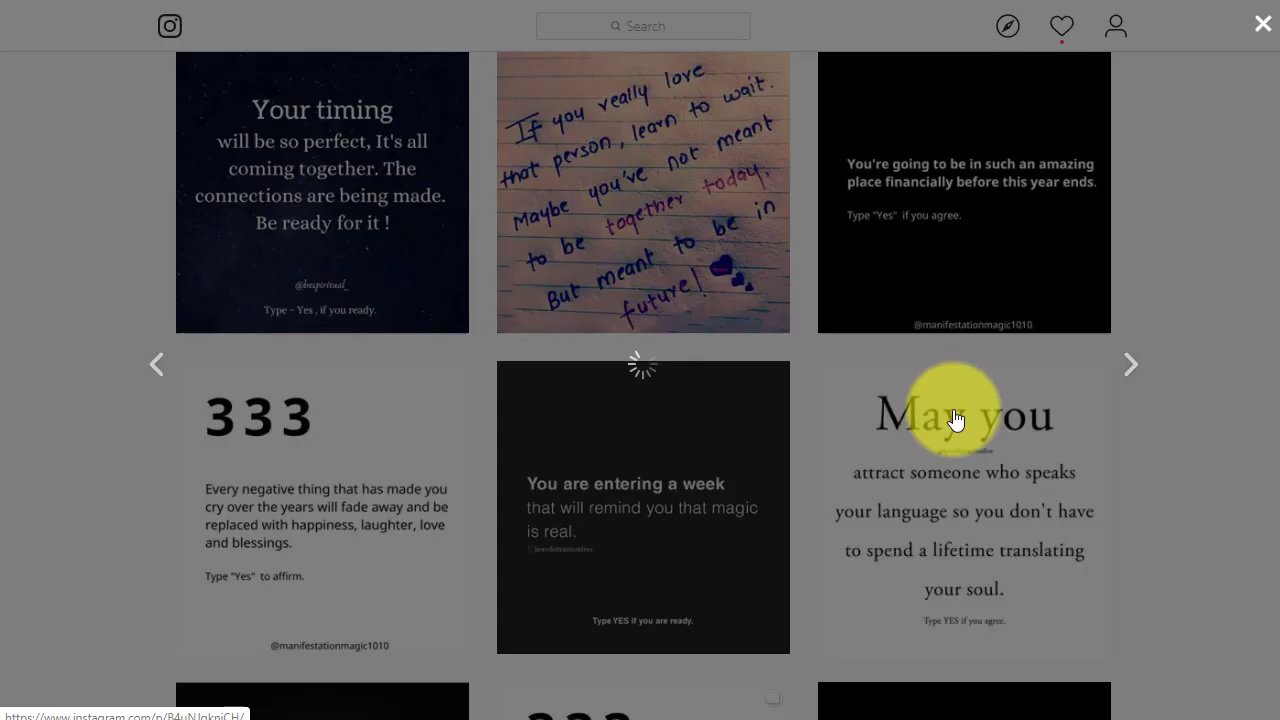 Search
Your timing
will be so perfect, It's all
coming together. The
connections are being made.
Be ready for it !
@bespiritual_
Type - Yes , if you ready.
If you really love
that person, learn to wait.
Maybe you've not meant
to be together today,
But meant to be in
future!
You're going to be in such an amazing
place financially before this year ends.
Type "Yes" if you agree.
@manifestationmagic1010
333
Every negative thing that has made you
cry over the years will fade away and be
replaced with happiness, laughter, love
and blessings.
Type "Yes" to affirm.
@manifestationmagic1010
You are entering a week
that will remind you that magic
is real.
Type YES if you are ready.
May you
attract someone who speaks
your language so you don't have
to spend a lifetime translating
your soul.
Type YES if you agree.